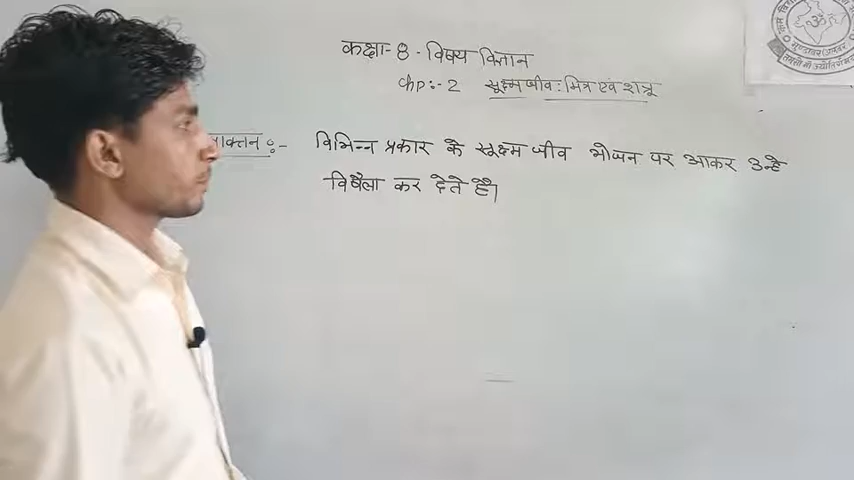 कक्षा-8 - विषय विज्ञान
Chp:- 2 सूक्ष्मजीव : मित्र एवं शत्रु
विभिन्न प्रकार के सूक्ष्म जीव भोजन पर आकर उन्हे
विषैला कर देते है।